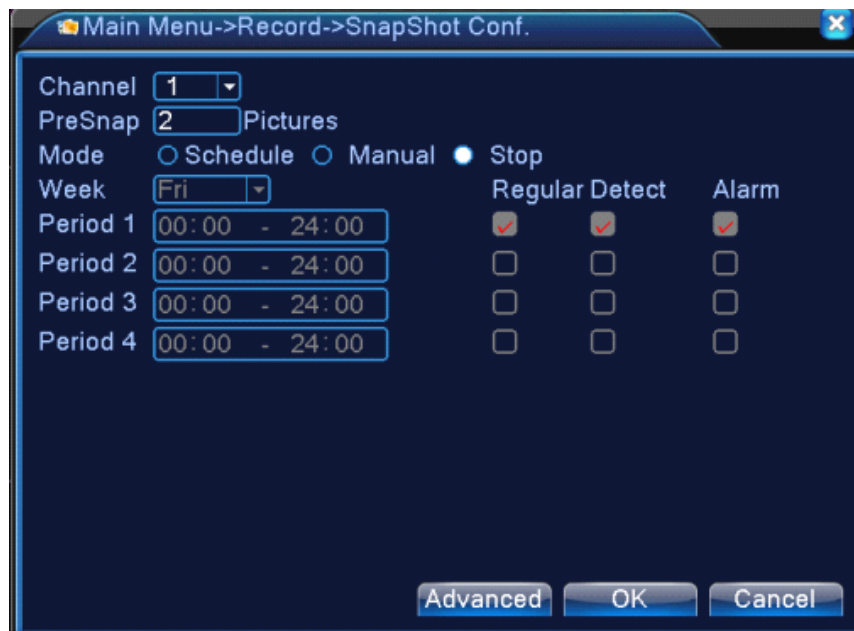 Main Menu->Record->SnapShot Conf.
Channel 1
PreSnap 2 Pictures
Mode Schedule Manual Stop
Week Fri Regular Detect Alarm
Period 1 00:00 - 24:00
Period 2 00:00 - 24:00
Period 3 00:00 - 24:00
Period 4 00:00 - 24:00
Advanced OK Cancel